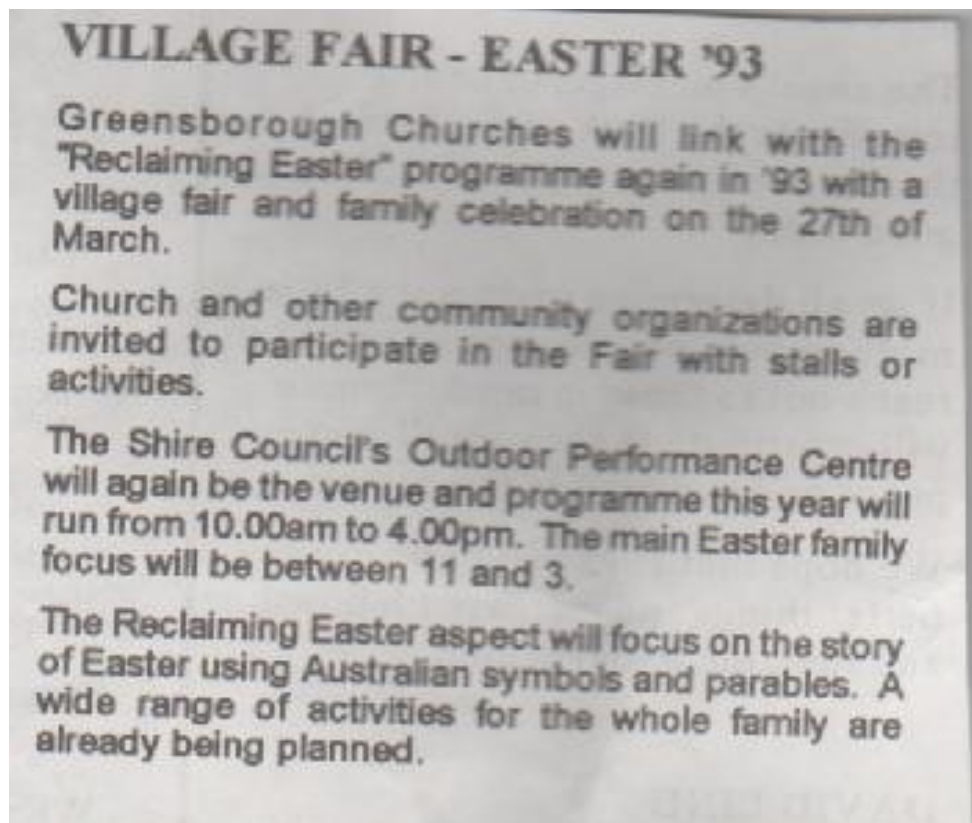 VILLAGE FAIR - EASTER '93
Greensborough Churches will link with the
"Reclaiming Easter" programme again in '93 with a
village fair and family celebration on the 27th of
March.
Church and other community organizations are
invited to participate in the Fair with stalls or
activities.
The Shire Council's Outdoor Performance Centre
will again be the venue and programme this year will
run from 10.00am to 4.00pm. The main Easter family
focus will be between 11 and 3.
The Reclaiming Easter aspect will focus on the story
of Easter using Australian symbols and parables. A
wide range of activities for the whole family are
already being planned.